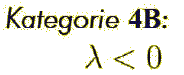 Kategorie 4B:
λ < 0